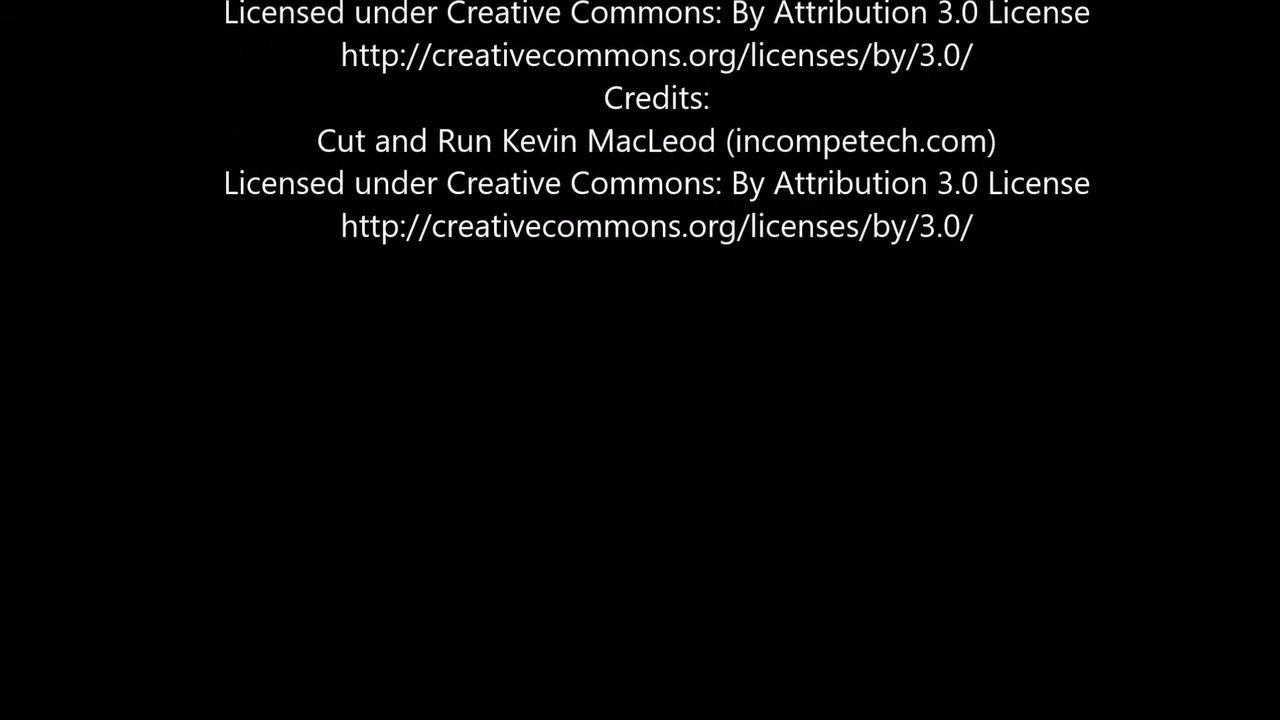 Licensed under Creative Commons: By Attribution 3.0 License
http://creativecommons.org/licenses/by/3.0/
Credits:
Cut and Run Kevin MacLeod (incompetech.com)
Licensed under Creative Commons: By Attribution 3.0 License
http://creativecommons.org/licenses/by/3.0/